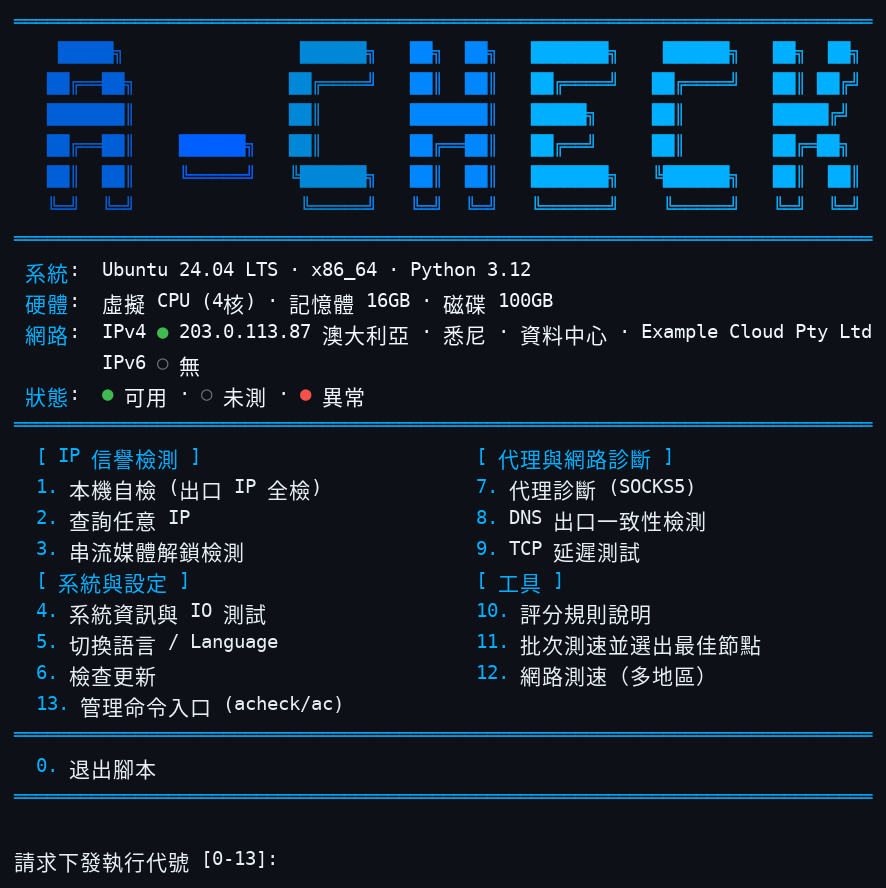 A-CHECK
系統: Ubuntu 24.04 LTS · x86_64 · Python 3.12
硬體: 虛擬 CPU (4核) · 記憶體 16GB · 磁碟 100GB
網路: IPv4 ● 203.0.113.87 澳大利亞 · 悉尼 · 資料中心 · Example Cloud Pty Ltd
IPv6 ○ 無
狀態: ● 可用 · ○ 未測 · ● 異常
[ IP 信譽檢測 ] [ 代理與網路診斷 ]
1. 本機自檢 (出口 IP 全檢) 7. 代理診斷 (SOCKS5)
2. 查詢任意 IP 8. DNS 出口一致性檢測
3. 串流媒體解鎖檢測 9. TCP 延遲測試
[ 系統與設定 ] [ 工具 ]
4. 系統資訊與 IO 測試 10. 評分規則說明
5. 切換語言 / Language 11. 批次測速並選出最佳節點
6. 檢查更新 12. 網路測速（多地區）
13. 管理命令入口 (acheck/ac)
0. 退出腳本
請求下發執行代號 [0-13]: